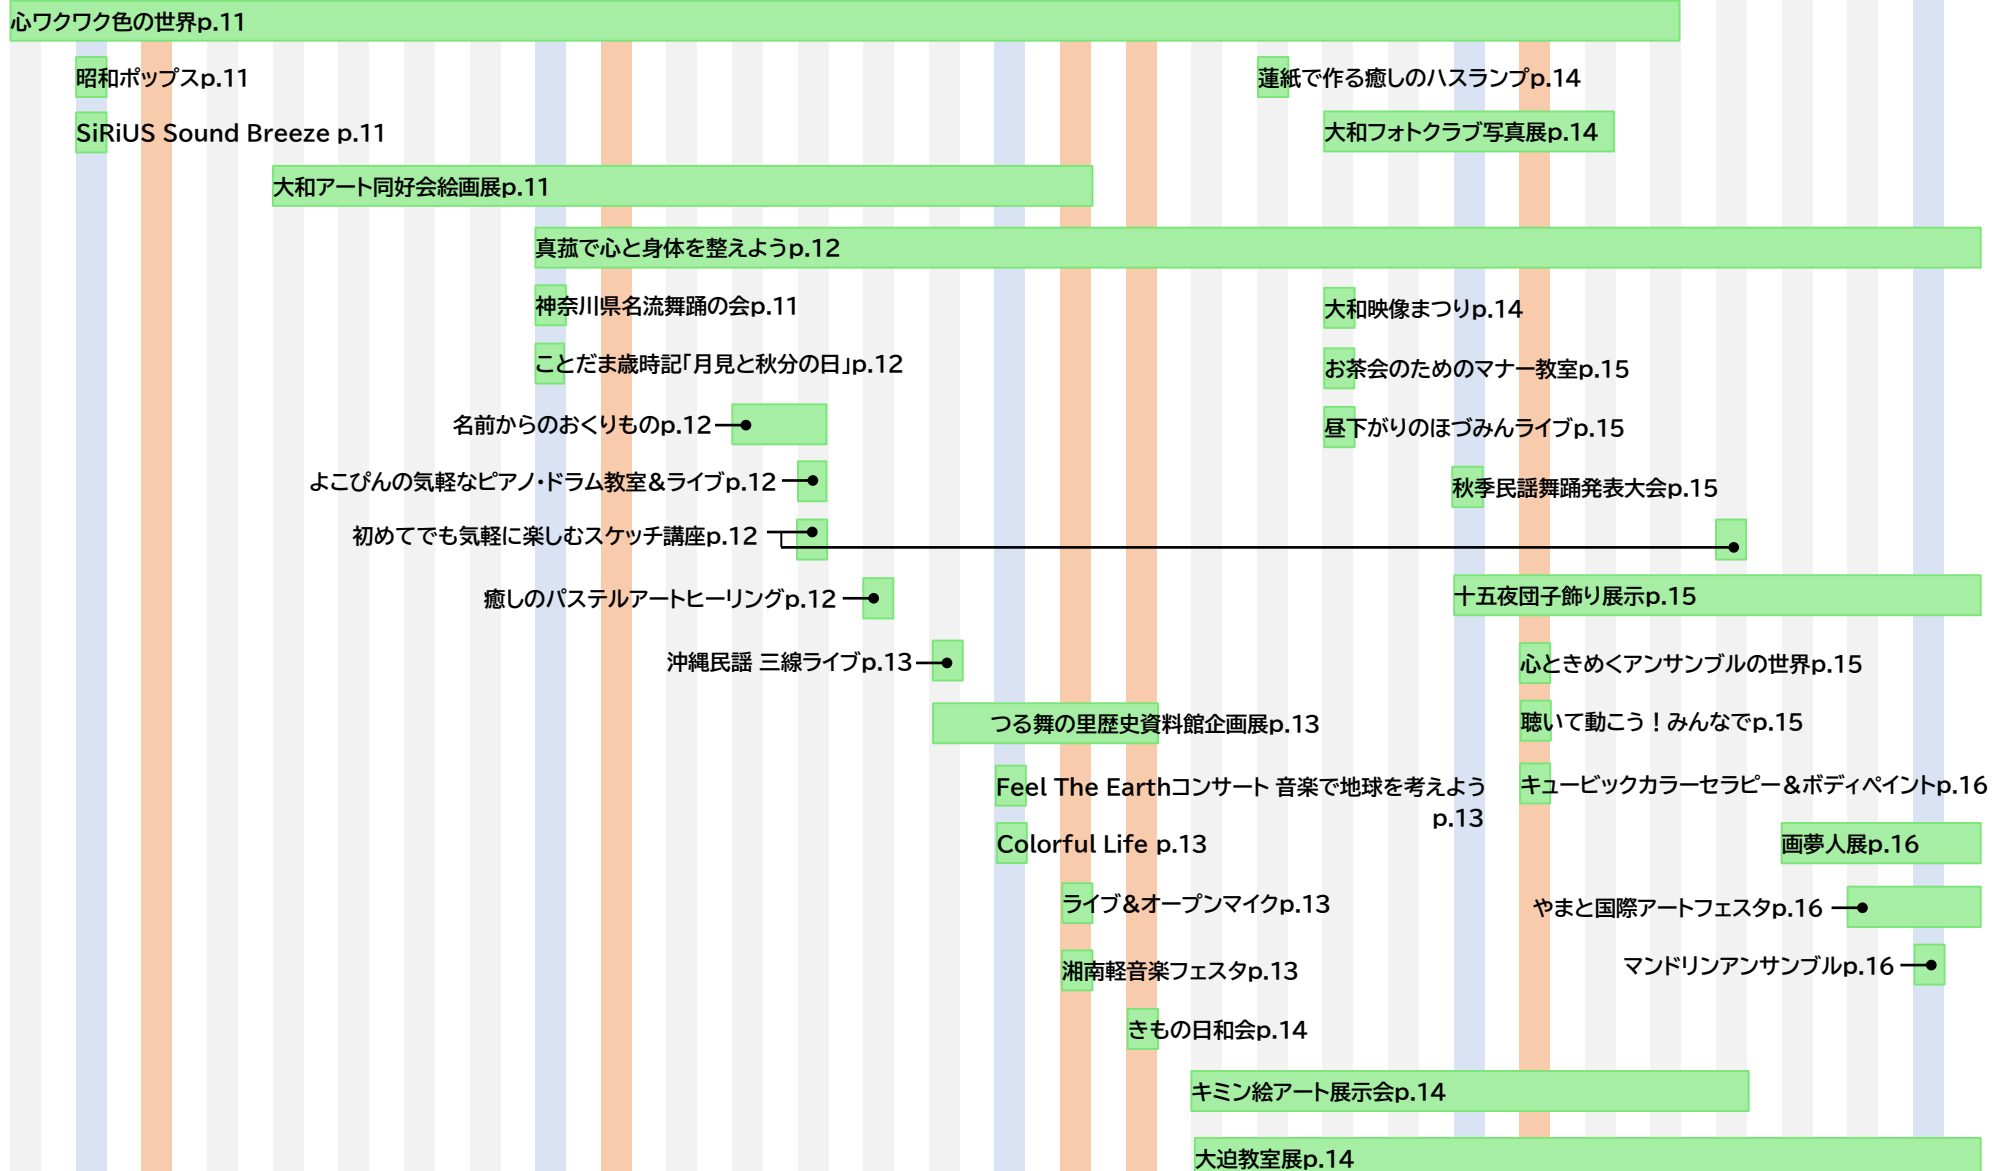 心ワクワク色の世界p.11
昭和ポップスp.11
蓮紙で作る癒しのハスランプp.14
SiRiUS Sound Breeze p.11
大和フォトクラブ写真展p.14
大和アート同好会絵画展p.11
真菰で心と身体を整えようp.12
神奈川県名流舞踊の会p.11
大和映像まつりp.14
ことだま歳時記「月見と秋分の日」p.12
お茶会のためのマナー教室p.15
名前からのおくりものp.12
昼下がりのほづみんライブp.15
よこぴんの気軽なピアノ・ドラム教室&ライブp.12
秋季民謡舞踊発表大会p.15
初めてでも気軽に楽しむスケッチ講座p.12
癒しのパステルアートヒーリングp.12
十五夜団子飾り展示p.15
沖縄民謡 三線ライブp.13
心ときめくアンサンブルの世界p.15
つる舞の里歴史資料館企画展p.13
聴いて動こう！みんなでp.15
Feel The Earthコンサート 音楽で地球を考えよう
p.13
キュービックカラーセラピー&ボディペイントp.16
Colorful Life p.13
画夢人展p.16
ライブ&オープンマイクp.13
やまと国際アートフェスタp.16
湘南軽音楽フェスタp.13
マンドリンアンサンブルp.16
きもの日和会p.14
キミン絵アート展示会p.14
大迫教室展p.14